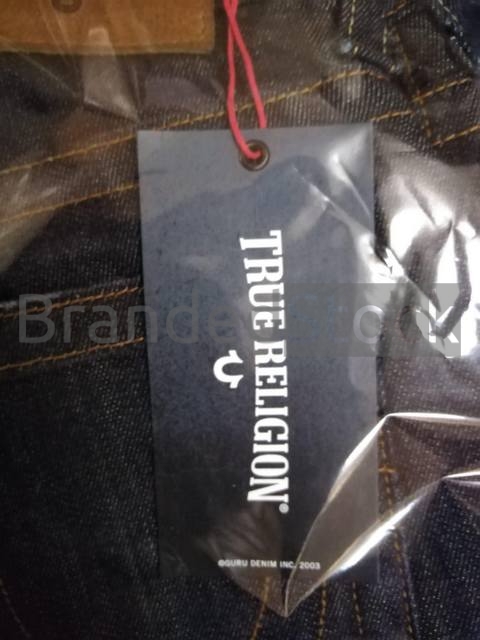 TRUE RELIGION®
©GURU DENIM INC. 2003